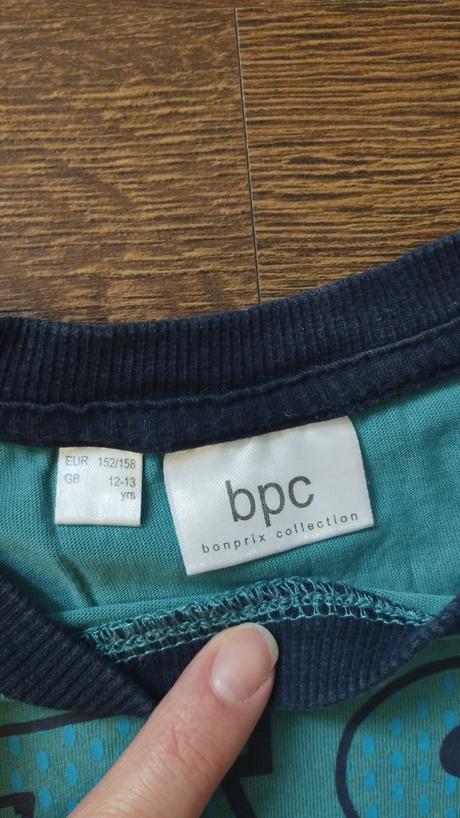 EUR 152/158
GB 12-13
yrs
bpc
bonprix collection